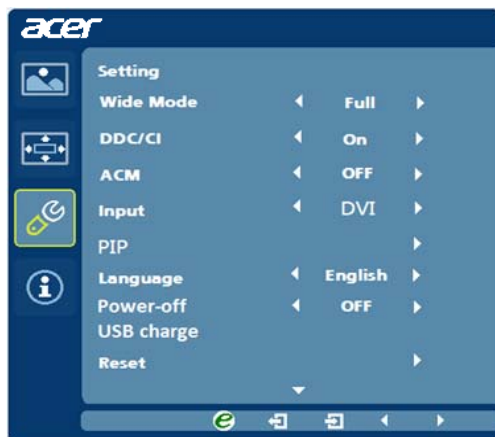 acer
Setting
Wide Mode Full
DDC/CI On
ACM OFF
Input DVI
PIP
Language English
Power-off OFF
USB charge
Reset